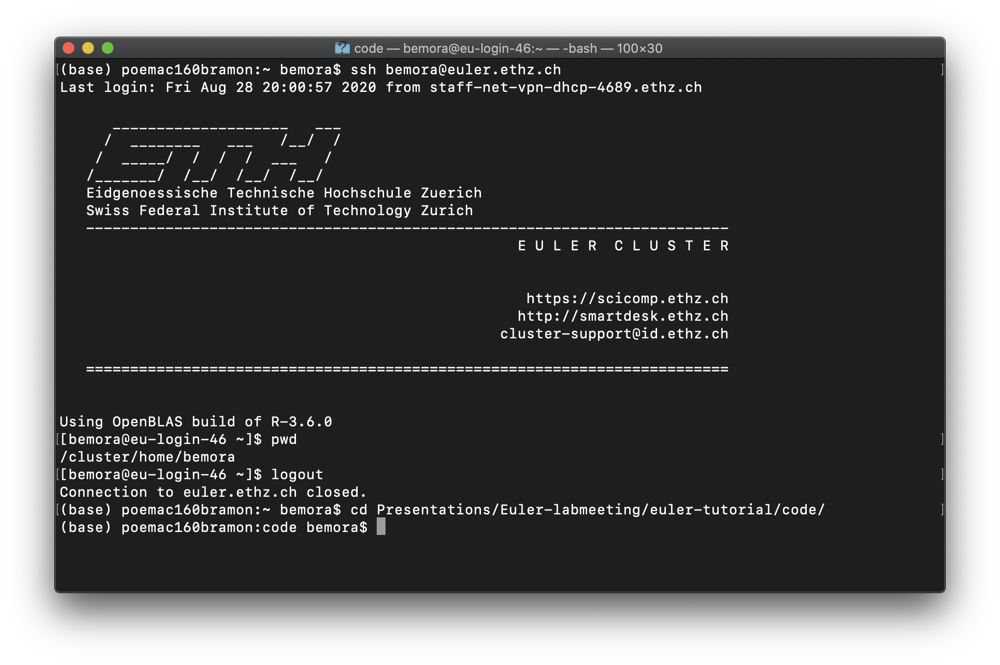 code — bemora@eu-login-46:~ — -bash — 100×30
[(base) poemac160bramon:~ bemora$ ssh bemora@euler.ethz.ch ]
Last login: Fri Aug 28 20:00:57 2020 from staff-net-vpn-dhcp-4689.ethz.ch
      ____________________   ___
     /  ________   ___   /__/  /
    /  _____/  /  /  /  ___   /
   /_______/  /__/  /__/  /__/
   Eidgenoessische Technische Hochschule Zuerich
   Swiss Federal Institute of Technology Zurich
   -------------------------------------------------------------------------
                                                    E U L E R  C L U S T E R
                                                     https://scicomp.ethz.ch
                                                    http://smartdesk.ethz.ch
                                                  cluster-support@id.ethz.ch
   =========================================================================
Using OpenBLAS build of R-3.6.0
[[bemora@eu-login-46 ~]$ pwd ]
/cluster/home/bemora
[[bemora@eu-login-46 ~]$ logout ]
Connection to euler.ethz.ch closed.
[(base) poemac160bramon:~ bemora$ cd Presentations/Euler-labmeeting/euler-tutorial/code/ ]
(base) poemac160bramon:code bemora$